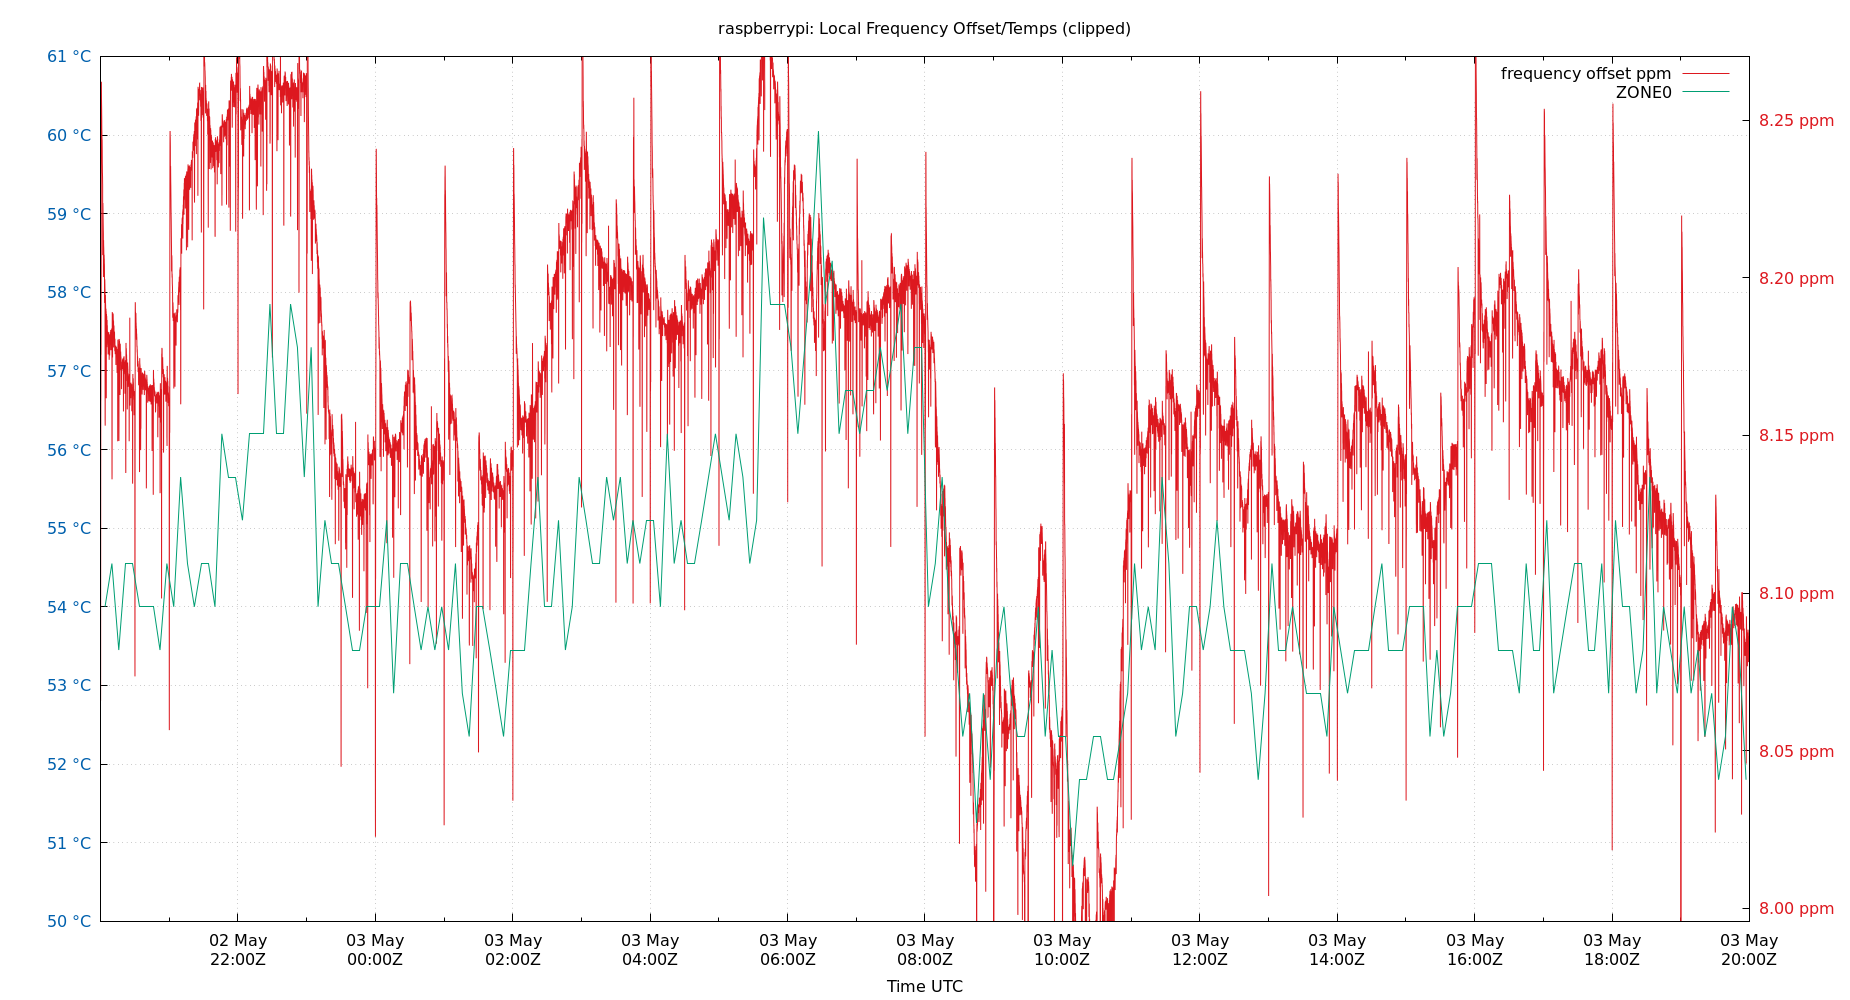 raspberrypi: Local Frequency Offset/Temps (clipped)
61 °C
60 °C
59 °C
58 °C
57 °C
56 °C
55 °C
54 °C
53 °C
52 °C
51 °C
50 °C
frequency offset ppm
ZONE0
8.25 ppm
8.20 ppm
8.15 ppm
8.10 ppm
8.05 ppm
8.00 ppm
02 May
22:00Z
03 May
00:00Z
03 May
02:00Z
03 May
04:00Z
03 May
06:00Z
03 May
08:00Z
03 May
10:00Z
03 May
12:00Z
03 May
14:00Z
03 May
16:00Z
03 May
18:00Z
03 May
20:00Z
Time UTC